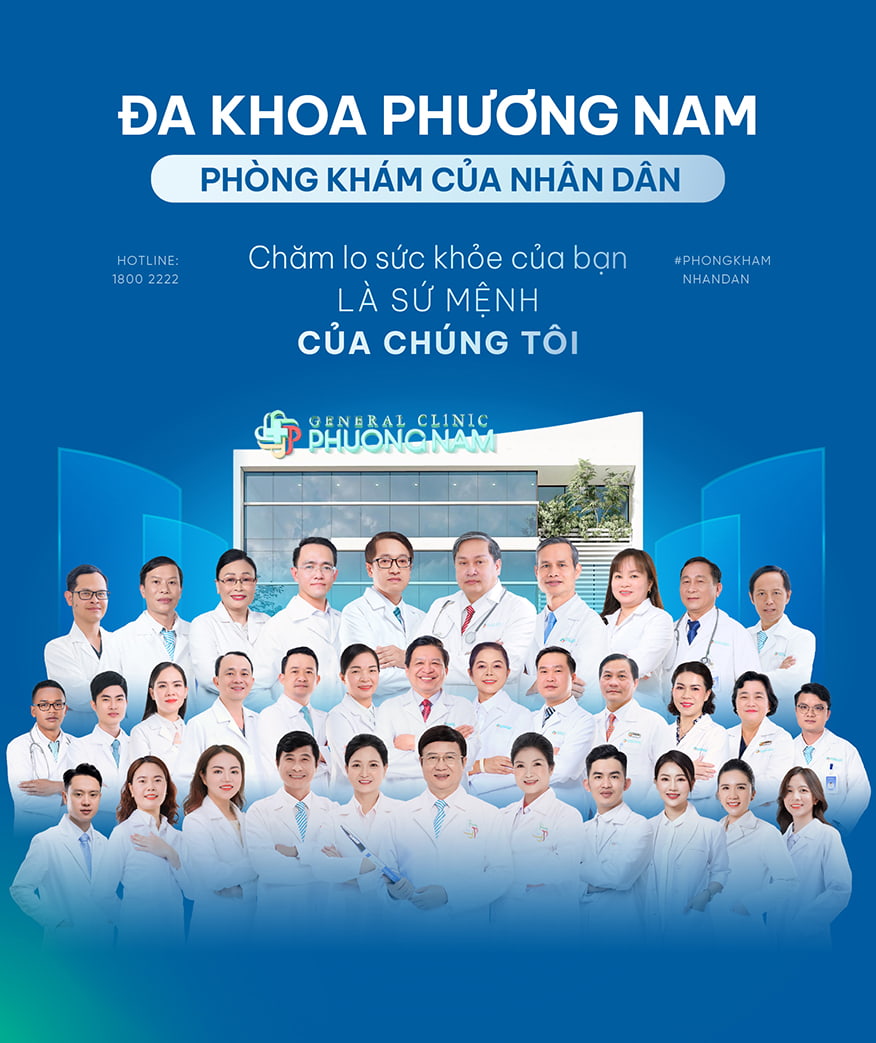 ĐA KHOA PHƯƠNG NAM
PHÒNG KHÁM CỦA NHÂN DÂN
HOTLINE:
1800 2222
Chăm lo sức khỏe của bạn
LÀ SỨ MỆNH
CỦA CHÚNG TÔI
#PHONGKHAM
NHANDAN
GENERAL CLINIC
PHUONG NAM